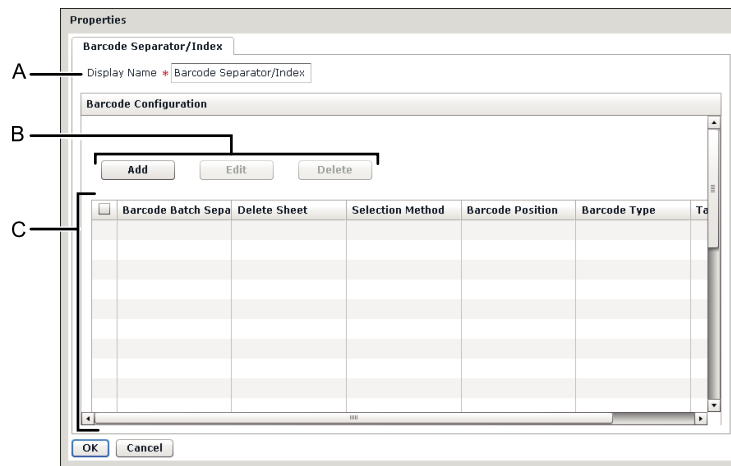 Properties
Barcode Separator/Index
A
Display Name * Barcode Separator/Index
Barcode Configuration
B
Add Edit Delete
C
Barcode Batch Sepa Delete Sheet Selection Method Barcode Position Barcode Type Ta
OK Cancel